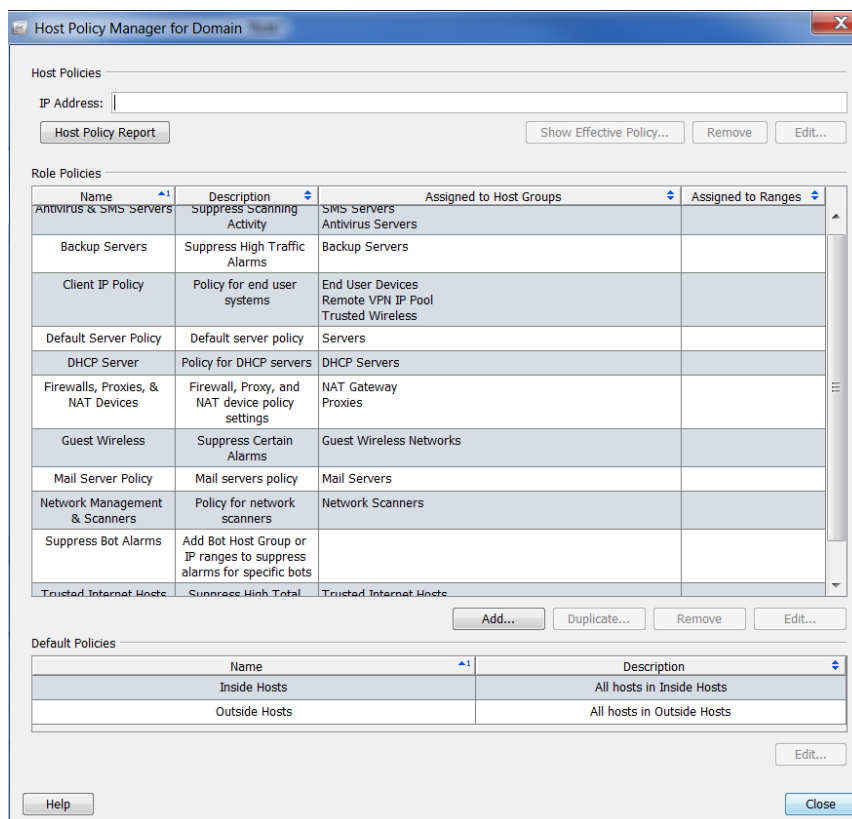 Host Policy Manager for Domain
Host Policies
IP Address:
Host Policy Report
Show Effective Policy...
Remove
Edit...
Role Policies
Name 1 Description Assigned to Host Groups Assigned to Ranges
Antivirus & SMS Servers Suppress Scanning SMS Servers
Activity Antivirus Servers
Backup Servers Suppress High Traffic Backup Servers
Alarms
Client IP Policy Policy for end user End User Devices
systems Remote VPN IP Pool
Trusted Wireless
Default Server Policy Default server policy Servers
DHCP Server Policy for DHCP servers DHCP Servers
Firewalls, Proxies, & Firewall, Proxy, and NAT Gateway
NAT Devices NAT device policy Proxies
settings
Guest Wireless Suppress Certain Guest Wireless Networks
Alarms
Mail Server Policy Mail servers policy Mail Servers
Network Management Policy for network Network Scanners
& Scanners scanners
Suppress Bot Alarms Add Bot Host Group or
IP ranges to suppress
alarms for specific bots
Trusted Internet Hosts Suppress High Total Trusted Internet Hosts
Add... Duplicate... Remove Edit...
Default Policies
Name 1 Description
Inside Hosts All hosts in Inside Hosts
Outside Hosts All hosts in Outside Hosts
Edit...
Help Close